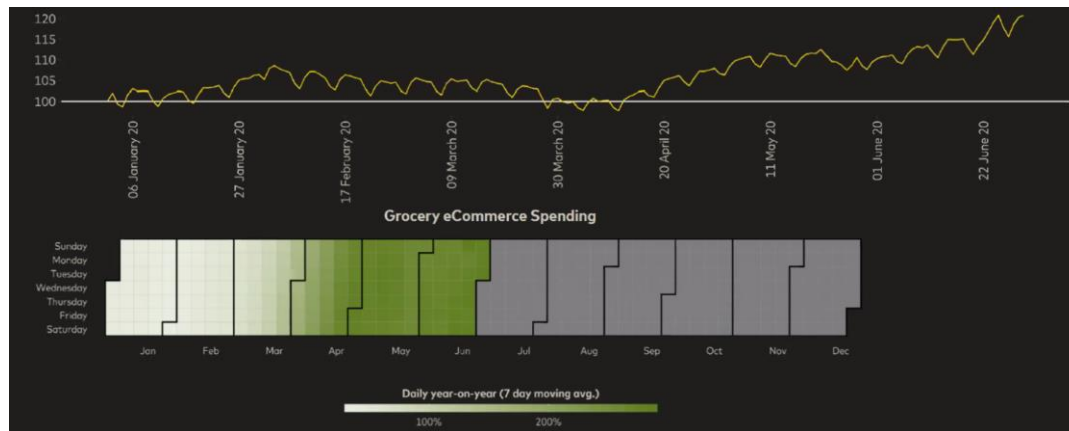 120
115
110
105
100
06 January 20
27 January 20
17 February 20
09 March 20
30 March 20
20 April 20
11 May 20
01 June 20
22 June 20
Grocery eCommerce Spending
Sunday
Monday
Tuesday
Wednesday
Thursday
Friday
Saturday
Jan Feb Mar Apr May Jun Jul Aug Sep Oct Nov Dec
Daily year-on-year (7 day moving avg.)
100% 200%